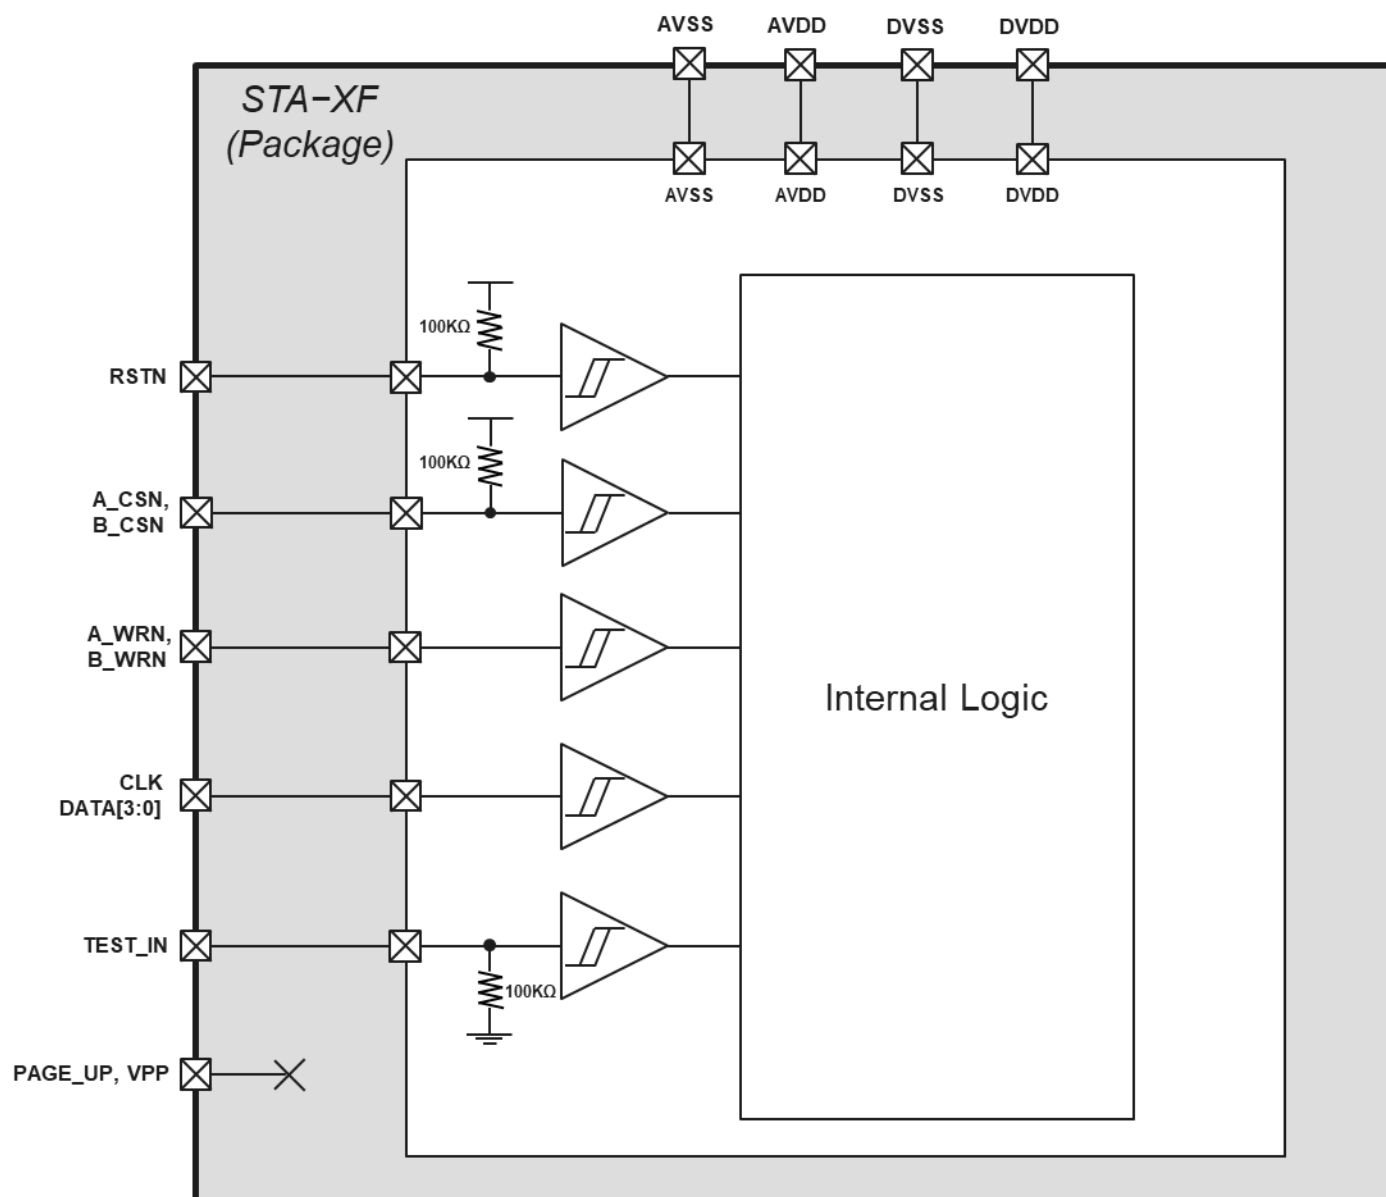 AVSS AVDD DVSS DVDD
STA−XF
(Package)
AVSS AVDD DVSS DVDD
100KΩ
RSTN
100KΩ
A_CSN,
B_CSN
A_WRN,
B_WRN
Internal Logic
CLK
DATA[3:0]
TEST_IN
100KΩ
PAGE_UP, VPP